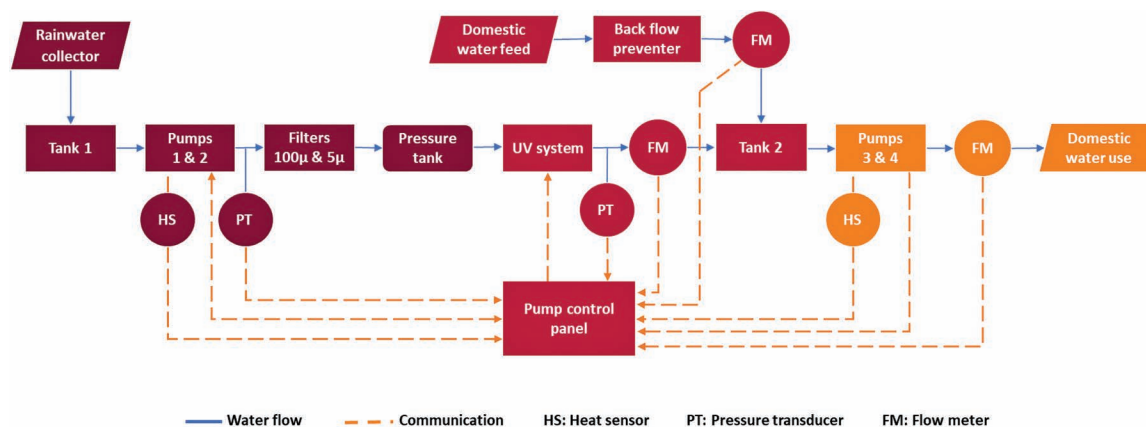 Rainwater
collector
Domestic
water feed
Back flow
preventer
FM
Tank 1
Pumps
1 & 2
Filters
100µ & 5µ
Pressure
tank
UV system
FM
Tank 2
Pumps
3 & 4
FM
Domestic
water use
HS
PT
PT
HS
Pump control
panel
Water flow
Communication
HS: Heat sensor
PT: Pressure transducer
FM: Flow meter